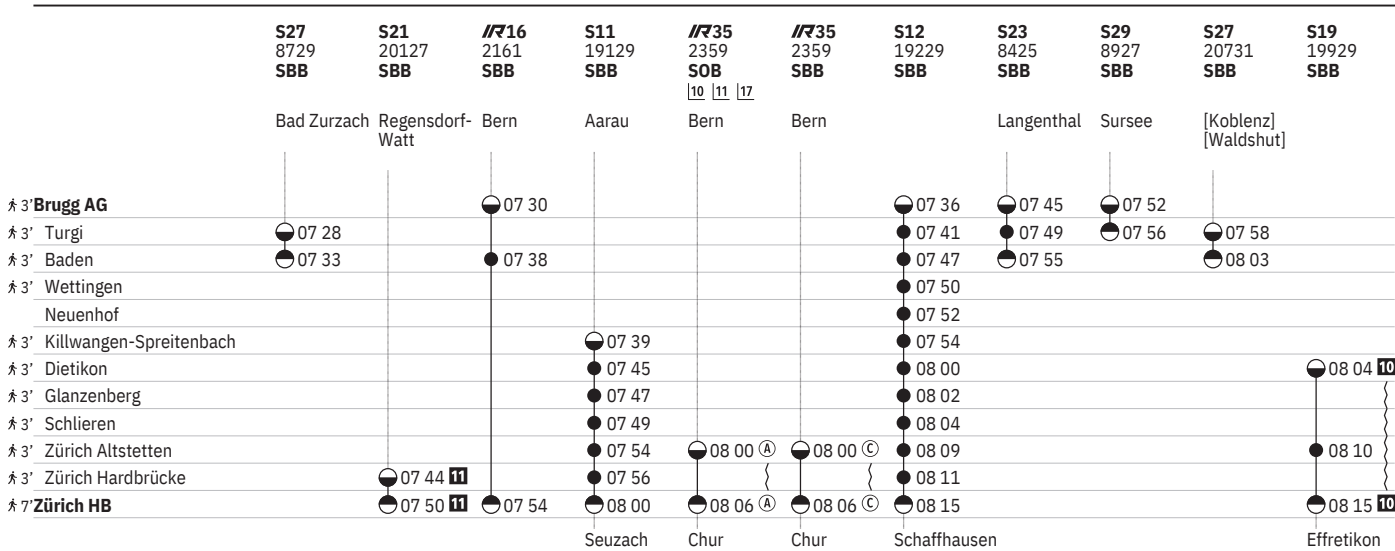 S27 S21 IR16 S11 IR35 IR35 S12 S23 S29 S27 S19
8729 20127 2161 19129 2359 2359 19229 8425 8927 20731 19929
SBB SBB SBB SBB SOB SBB SBB SBB SBB SBB SBB
10 11 17
Bad Zurzach Regensdorf- Bern Aarau Bern Bern Langenthal Sursee [Koblenz]
Watt [Waldshut]
3' Brugg AG 07 30 07 36 07 45 07 52
3' Turgi 07 28 07 41 07 49 07 56 07 58
3' Baden 07 33 07 38 07 47 07 55 08 03
3' Wettingen 07 50
Neuenhof 07 52
3' Killwangen-Spreitenbach 07 39 07 54
3' Dietikon 07 45 08 00 08 04 10
3' Glanzenberg 07 47 08 02
3' Schlieren 07 49 08 04
3' Zürich Altstetten 07 54 08 00 A 08 00 C 08 09 08 10
3' Zürich Hardbrücke 07 44 11 07 56 08 11
7' Zürich HB 07 50 11 07 54 08 00 08 06 A 08 06 C 08 15 08 15 10
Seuzach Chur Chur Schaffhausen Effretikon